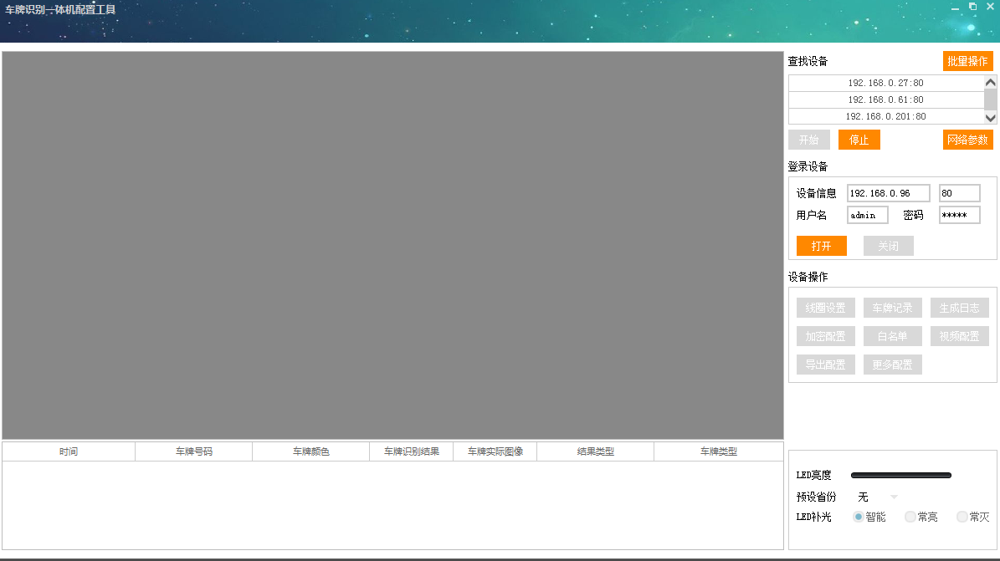 车牌识别一体机配置工具
查找设备 批量操作
192.168.0.27:80
192.168.0.61:80
192.168.0.201:80
开始 停止 网络参数
登录设备
设备信息 192.168.0.96 80
用户名 admin 密码 *****
打开 关闭
设备操作
线圈设置 车牌记录 生成日志
加密配置 白名单 视频配置
导出配置 更多配置
时间 车牌号码 车牌颜色 车牌识别结果 车牌实际图像 结果类型 车牌类型
LED亮度
预设省份 无
LED补光 智能 常亮 常灭